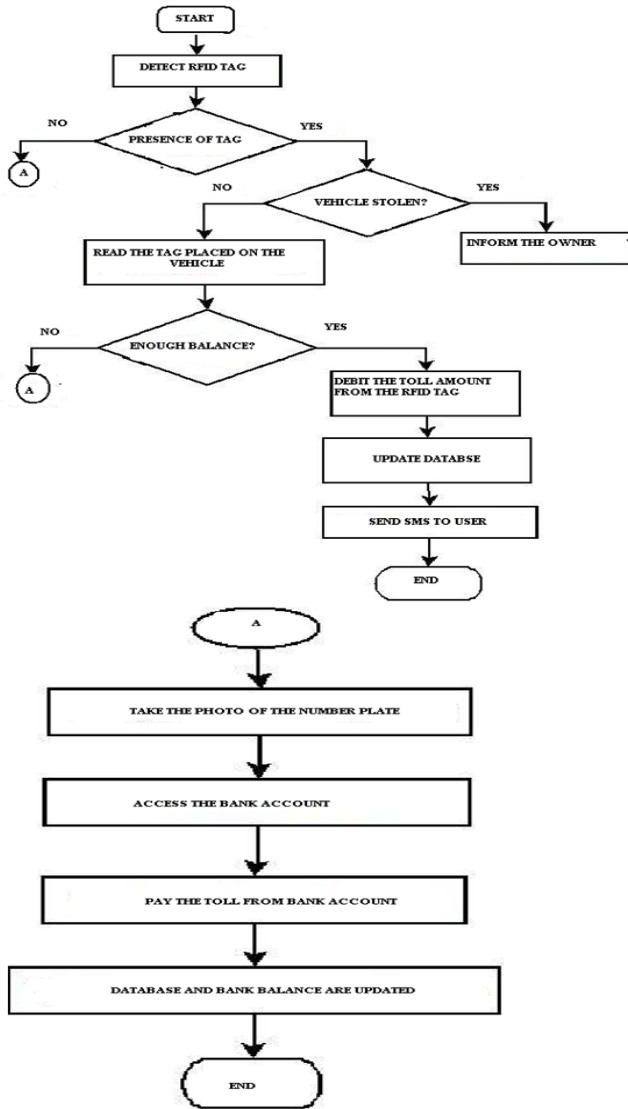 START
DETECT RFID TAG
NO
YES
PRESENCE OF TAG
A
NO
YES
VEHICLE STOLEN?
READ THE TAG PLACED ON THE
VEHICLE
INFORM THE OWNER
NO
YES
ENOUGH BALANCE?
A
DEBIT THE TOLL AMOUNT
FROM THE RFID TAG
UPDATE DATABSE
SEND SMS TO USER
END
A
TAKE THE PHOTO OF THE NUMBER PLATE
ACCESS THE BANK ACCOUNT
PAY THE TOLL FROM BANK ACCOUNT
DATABASE AND BANK BALANCE ARE UPDATED
END